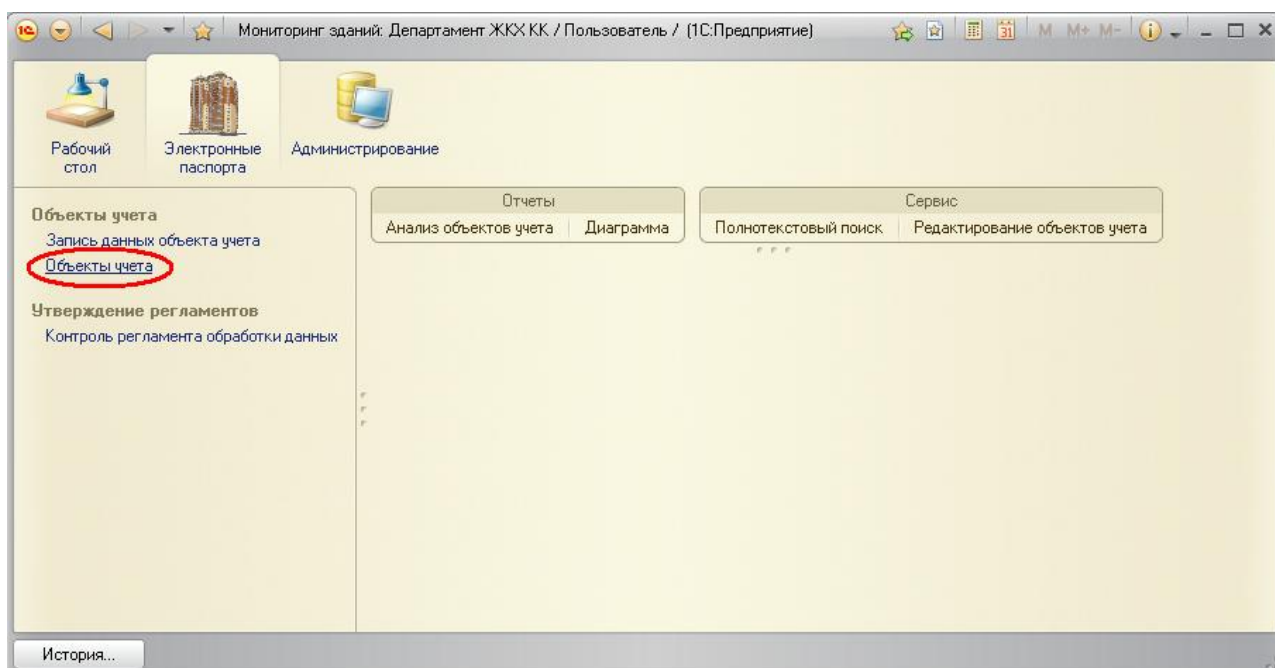 Мониторинг зданий: Департамент ЖКХ КК / Пользователь / (1С:Предприятие)
31 M M+ M-
Рабочий стол
Электронные паспорта
Администрирование
Объекты учета
Запись данных объекта учета
Объекты учета
Утверждение регламентов
Контроль регламента обработки данных
Отчеты
Анализ объектов учета Диаграмма
Сервис
Полнотекстовый поиск Редактирование объектов учета
История...